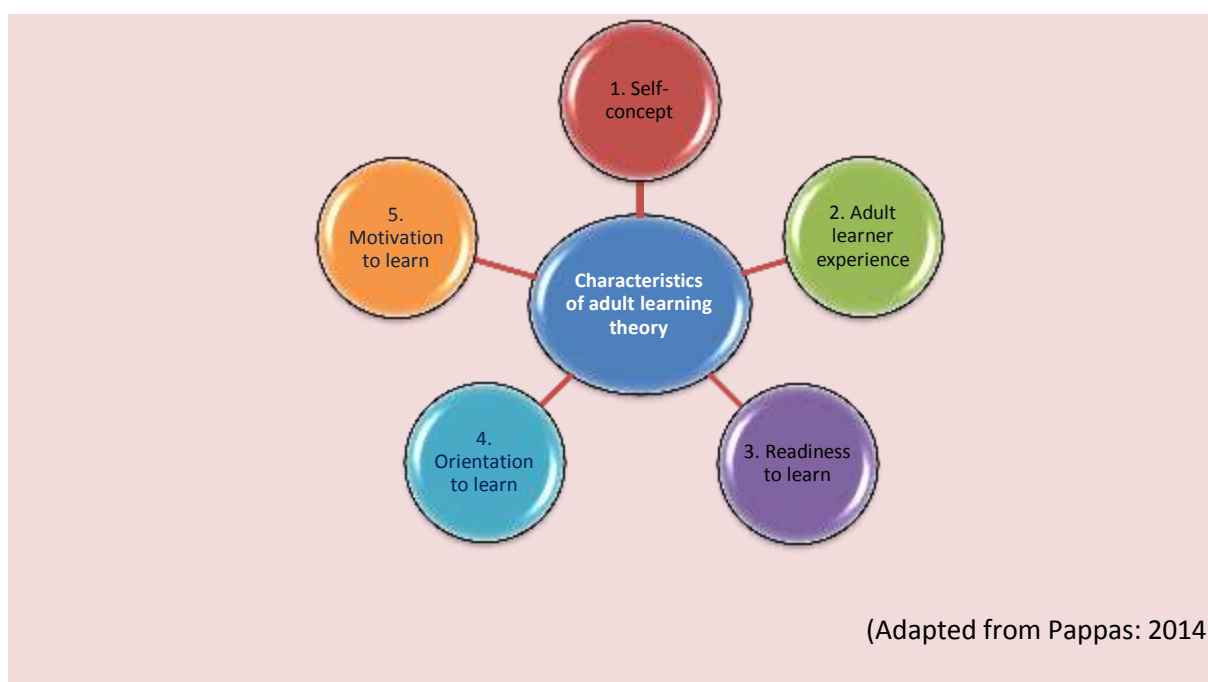 1. Self-
concept
2. Adult
learner
experience
3. Readiness
to learn
4.
Orientation
to learn
5.
Motivation
to learn
Characteristics
of adult learning
theory
(Adapted from Pappas: 2014